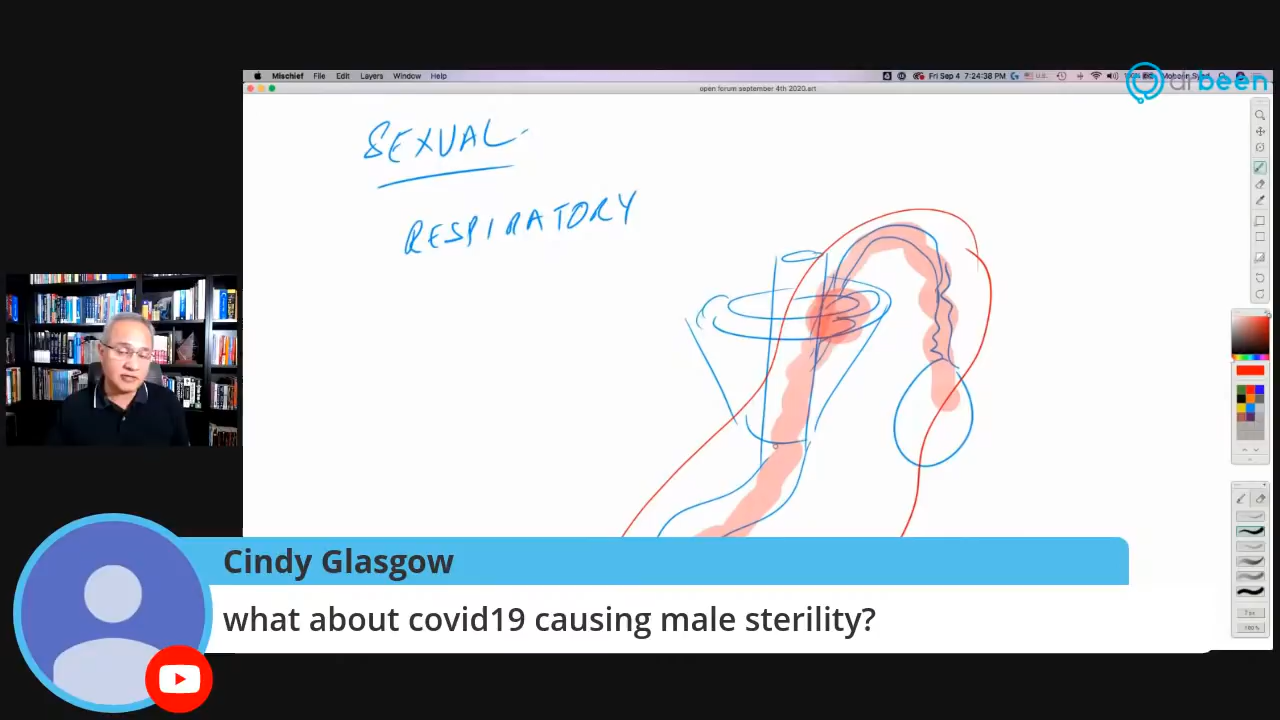 Mischief File Edit Layers Window Help
Fri Sep 4 7:24:38 PM
open forum september 4th 2020.art
drbeen
SEXUAL
RESPIRATORY
Cindy Glasgow
what about covid19 causing male sterility?